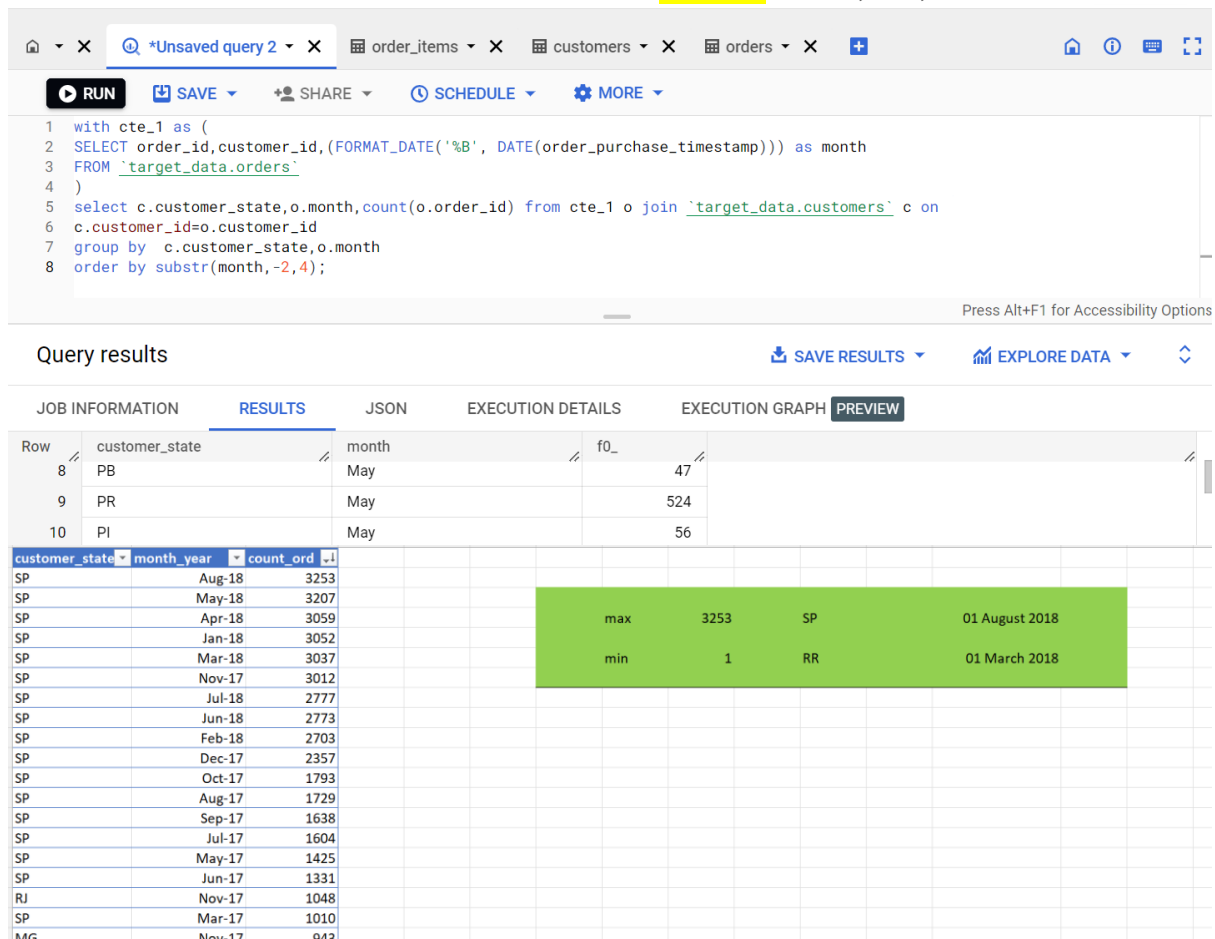 *Unsaved query 2 order_items customers orders
RUN SAVE SHARE SCHEDULE MORE
1 with cte_1 as (
2 SELECT order_id,customer_id,(FORMAT_DATE('%B', DATE(order_purchase_timestamp))) as month
3 FROM `target_data.orders`
4 )
5 select c.customer_state,o.month,count(o.order_id) from cte_1 o join `target_data.customers` c on
6 c.customer_id=o.customer_id
7 group by  c.customer_state,o.month
8 order by substr(month,-2,4);
Press Alt+F1 for Accessibility Options
Query results SAVE RESULTS EXPLORE DATA
JOB INFORMATION RESULTS JSON EXECUTION DETAILS EXECUTION GRAPH PREVIEW
Row customer_state month f0_
8 PB May 47
9 PR May 524
10 PI May 56
customer_state month_year count_ord
SP Aug-18 3253
SP May-18 3207
SP Apr-18 3059 max 3253 SP 01 August 2018
SP Jan-18 3052
SP Mar-18 3037 min 1 RR 01 March 2018
SP Nov-17 3012
SP Jul-18 2777
SP Jun-18 2773
SP Feb-18 2703
SP Dec-17 2357
SP Oct-17 1793
SP Aug-17 1729
SP Sep-17 1638
SP Jul-17 1604
SP May-17 1425
SP Jun-17 1331
RJ Nov-17 1048
SP Mar-17 1010
MG Nov-17 943